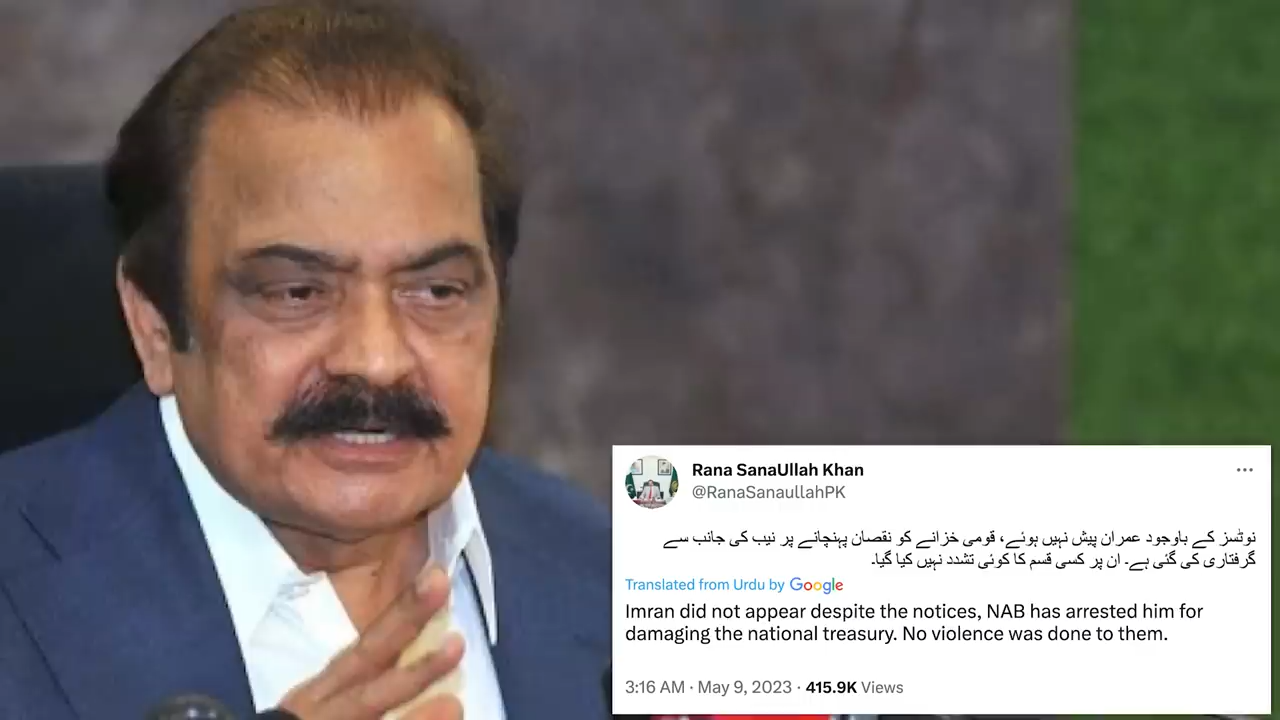 Rana SanaUllah Khan
@RanaSanaullahPK
نوٹسز کے باوجود عمران پیش نہیں ہوئے، قومی خزانے کو نقصان پہنچانے پر نیب کی جانب سے
گرفتاری کی گئی ہے۔ ان پر کسی قسم کا کوئی تشدد نہیں کیا گیا۔
Translated from Urdu by Google
Imran did not appear despite the notices, NAB has arrested him for
damaging the national treasury. No violence was done to them.
3:16 AM · May 9, 2023 · 415.9K Views